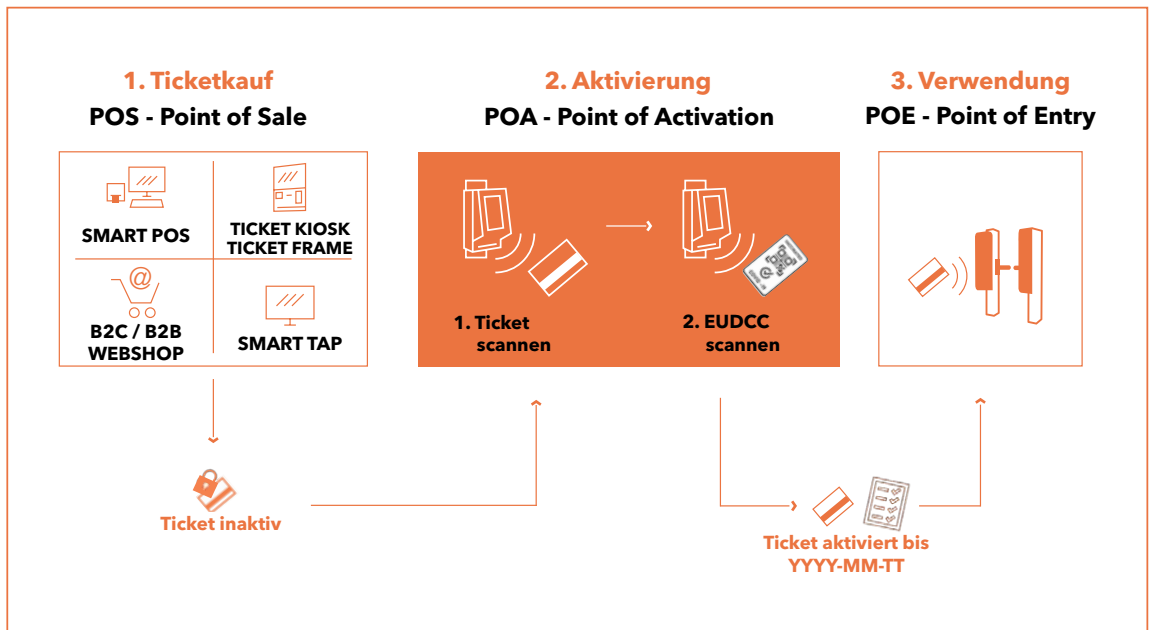 1. Ticketkauf
POS - Point of Sale
SMART POS
TICKET KIOSK
TICKET FRAME
@
B2C / B2B
WEBSHOP
SMART TAP
Ticket inaktiv
2. Aktivierung
POA - Point of Activation
1. Ticket
scannen
2. EUDCC
scannen
Ticket aktiviert bis
YYYY-MM-TT
3. Verwendung
POE - Point of Entry